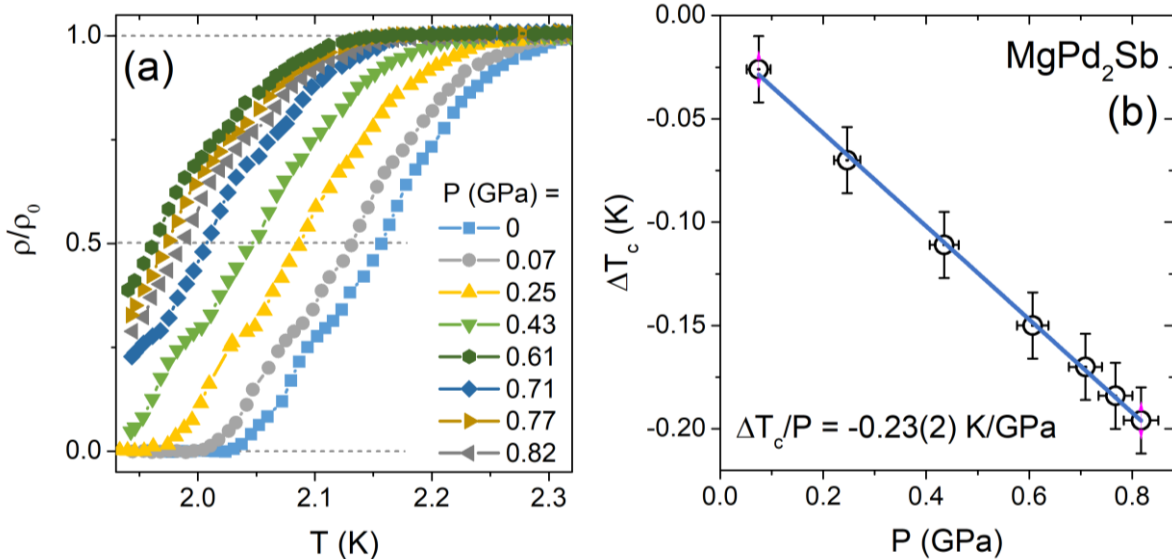 (a)
1.0
0.5
0.0
ρ/ρ₀
2.0 2.1 2.2 2.3
T (K)
P (GPa) =
0
0.07
0.25
0.43
0.61
0.71
0.77
0.82
MgPd₂Sb
(b)
0.00
-0.05
-0.10
-0.15
-0.20
ΔT_c (K)
ΔT_c/P = -0.23(2) K/GPa
0.0 0.2 0.4 0.6 0.8
P (GPa)